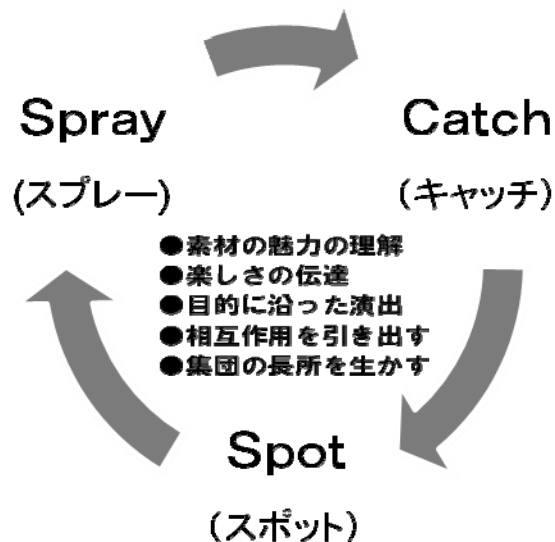 Spray
(スプレー)
Catch
(キャッチ)
●素材の魅力の理解
●楽しさの伝達
●目的に沿った演出
●相互作用を引き出す
●集団の長所を生かす
Spot
(スポット)